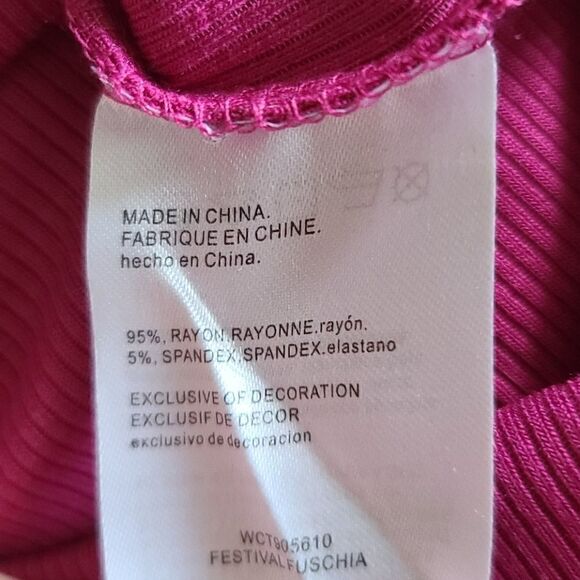 MADE IN CHINA.
FABRIQUE EN CHINE.
hecho en China.
95%, RAYON,RAYONNE.rayón.
5%, SPANDEX,SPANDEX.elastano
EXCLUSIVE OF DECORATION
EXCLUSIF DE DECOR
exclusivo de decoracion
WCT905610
FESTIVAL FUSCHIA